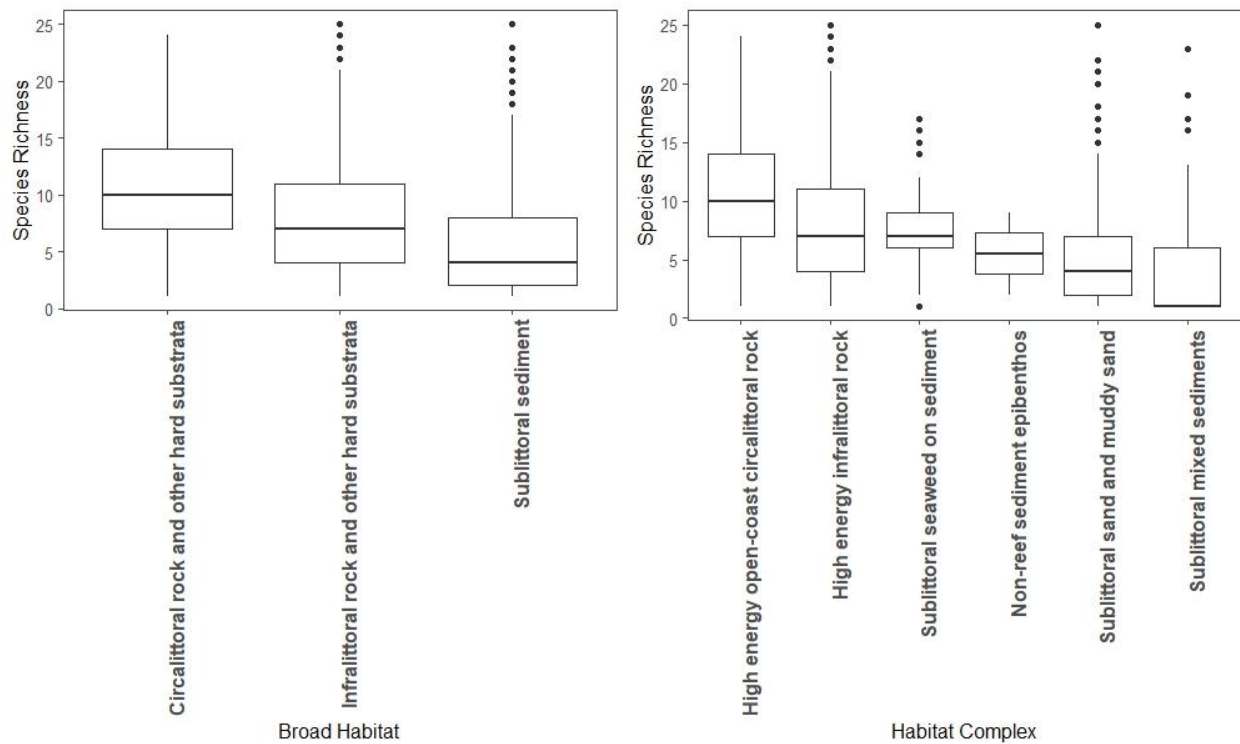 Species Richness
25
20
15
10
5
0
Circalittoral rock and other hard substrata
Infralittoral rock and other hard substrata
Sublittoral sediment
Broad Habitat
Species Richness
25
20
15
10
5
0
High energy open-coast circalittoral rock
High energy infralittoral rock
Sublittoral seaweed on sediment
Non-reef sediment epibenthos
Sublittoral sand and muddy sand
Sublittoral mixed sediments
Habitat Complex